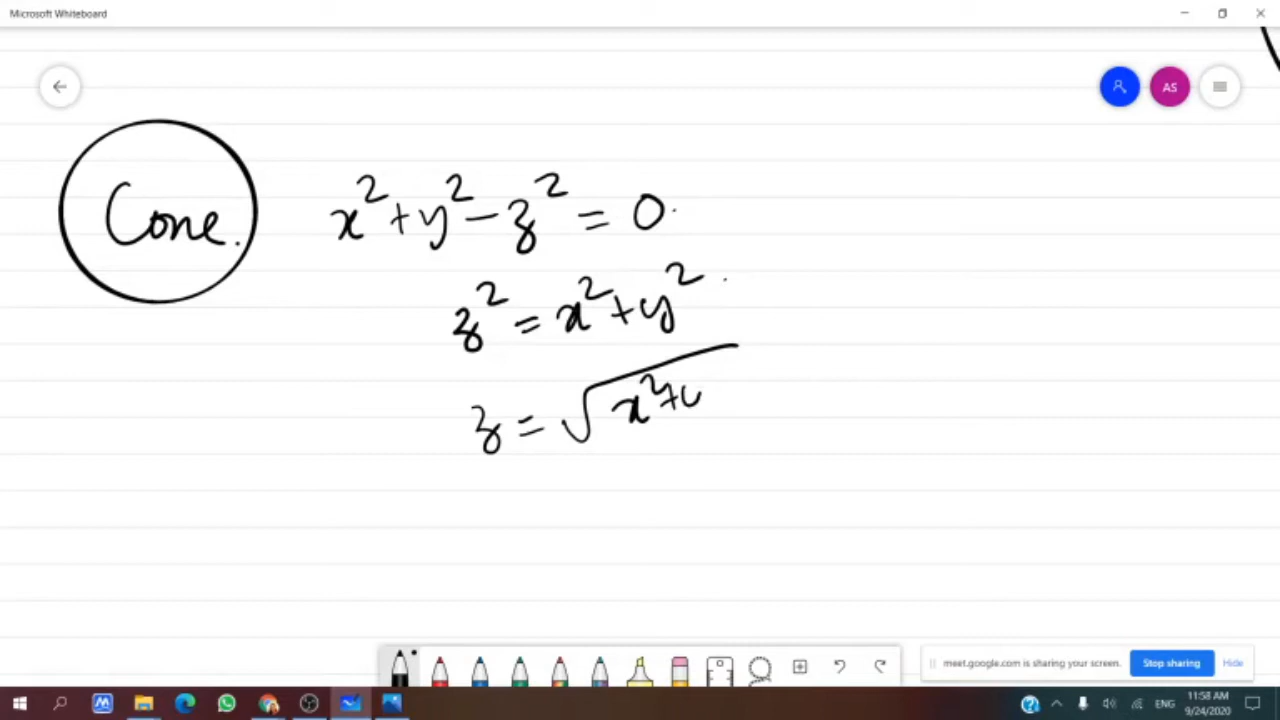 Microsoft Whiteboard
AS
Cone.
x²+y²-z²=0.
z²=x²+y².
z=√x²+
meet.google.com is sharing your screen.
Stop sharing
Hide
ENG
11:58 AM
9/24/2020